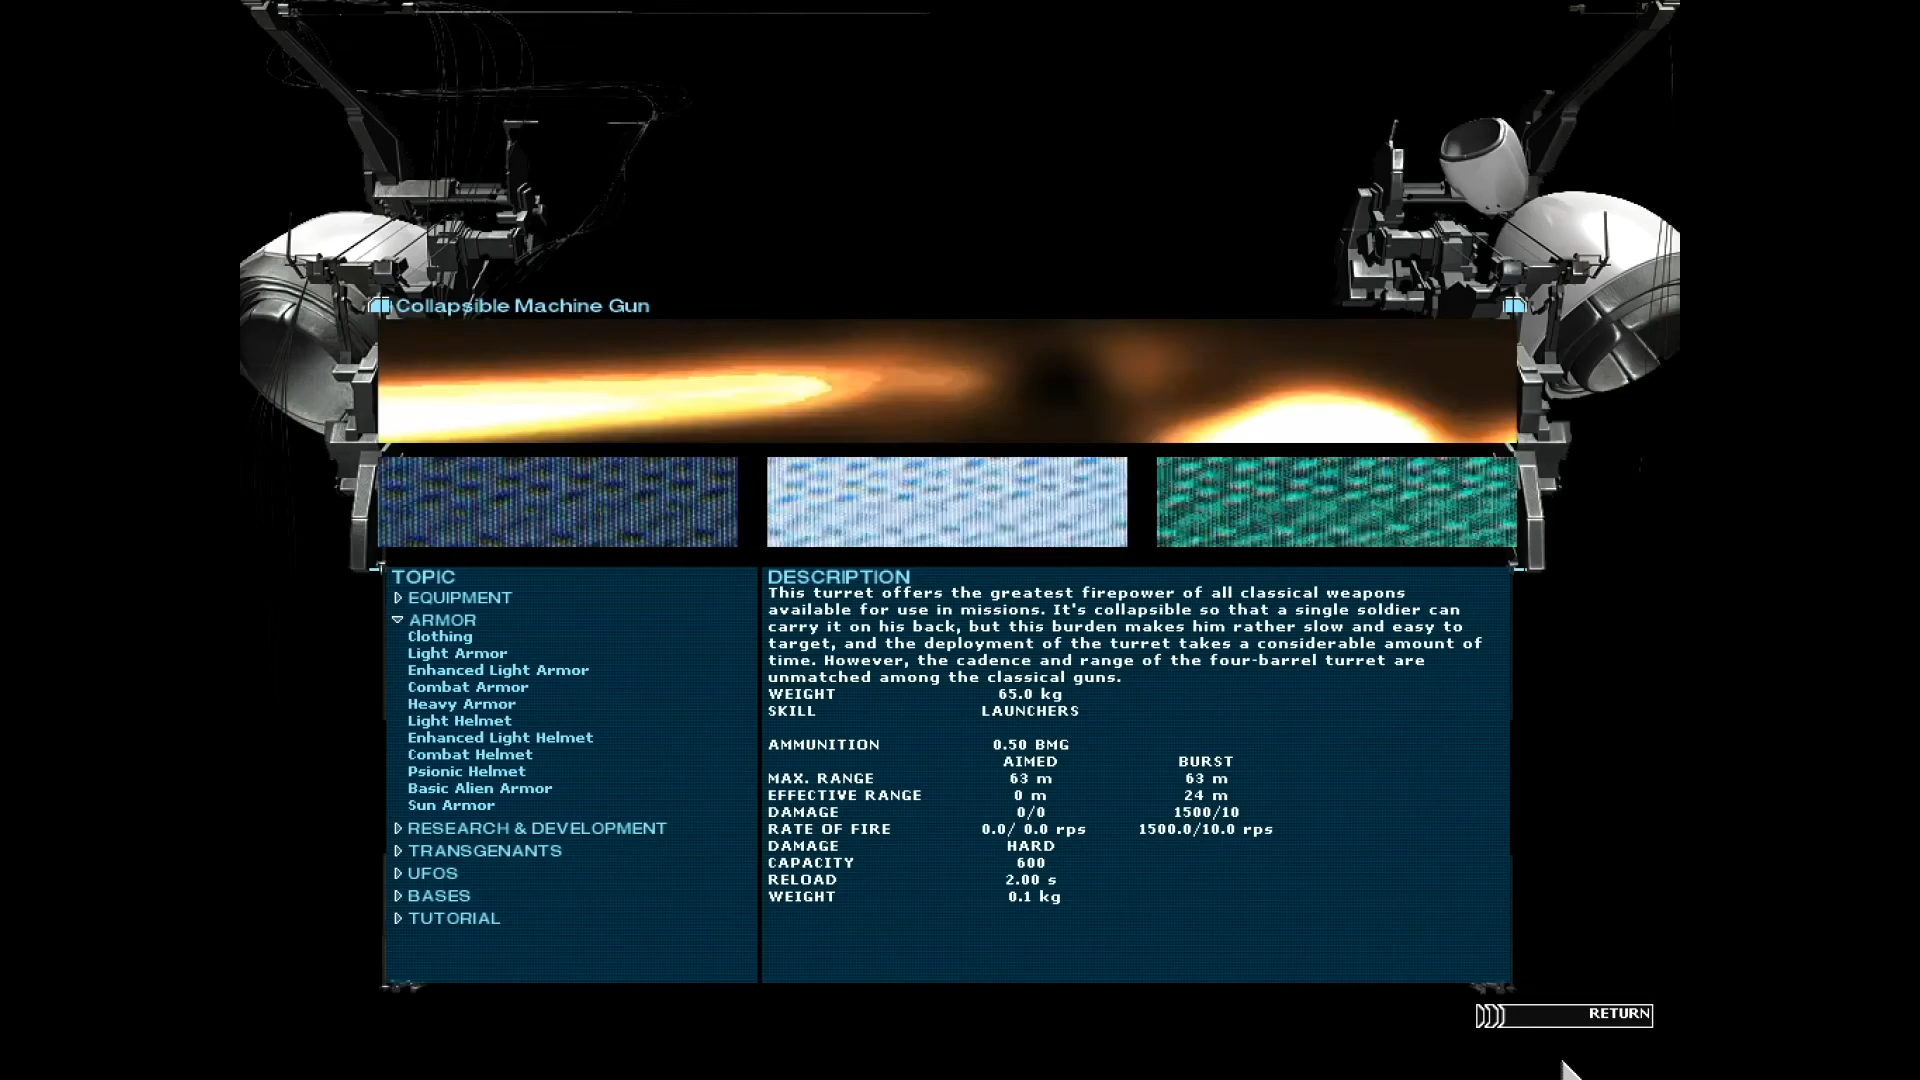 Collapsible Machine Gun
TOPIC
EQUIPMENT
ARMOR
Clothing
Light Armor
Enhanced Light Armor
Combat Armor
Heavy Armor
Light Helmet
Enhanced Light Helmet
Combat Helmet
Psionic Helmet
Basic Alien Armor
Sun Armor
RESEARCH & DEVELOPMENT
TRANSGENANTS
UFOS
BASES
TUTORIAL
DESCRIPTION
This turret offers the greatest firepower of all classical weapons
available for use in missions. It's collapsible so that a single soldier can
carry it on his back, but this burden makes him rather slow and easy to
target, and the deployment of the turret takes a considerable amount of
time. However, the cadence and range of the four-barrel turret are
unmatched among the classical guns.
WEIGHT 65.0 kg
SKILL LAUNCHERS
AMMUNITION 0.50 BMG
AIMED BURST
MAX. RANGE 63 m 63 m
EFFECTIVE RANGE 0 m 24 m
DAMAGE 0/0 1500/10
RATE OF FIRE 0.0/ 0.0 rps 1500.0/10.0 rps
DAMAGE HARD
CAPACITY 600
RELOAD 2.00 s
WEIGHT 0.1 kg
RETURN